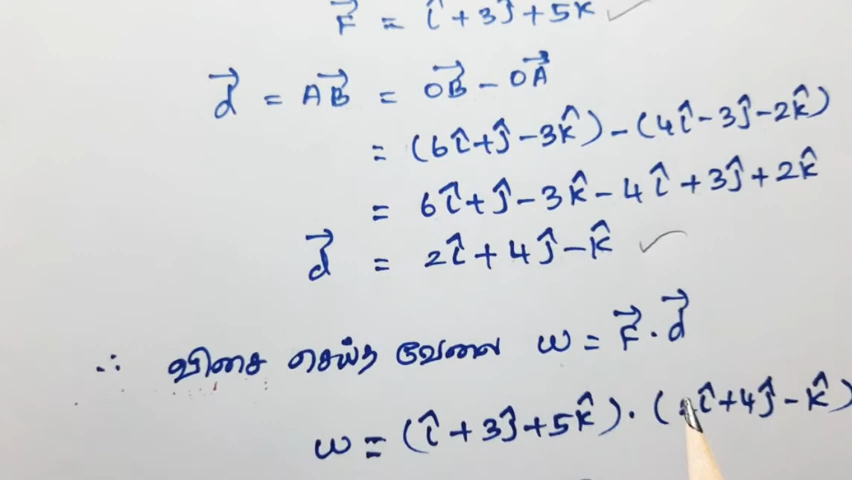 F⃗ = î + 3ĵ + 5k̂
d⃗ = AB⃗ = OB⃗ – OA⃗
= (6î + ĵ – 3k̂) – (4î – 3ĵ – 2k̂)
= 6î + ĵ – 3k̂ – 4î + 3ĵ + 2k̂
d⃗ = 2î + 4ĵ – k̂
∴ விசை செய்த வேலை w = F⃗ . d⃗
w = (î + 3ĵ + 5k̂) . ( î + 4ĵ – k̂)